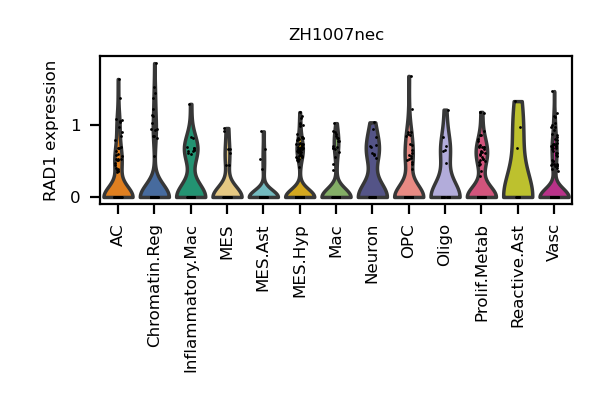 ZH1007nec
RAD1 expression
1
0
AC
Chromatin.Reg
Inflammatory.Mac
MES
MES.Ast
MES.Hyp
Mac
Neuron
OPC
Oligo
Prolif.Metab
Reactive.Ast
Vasc